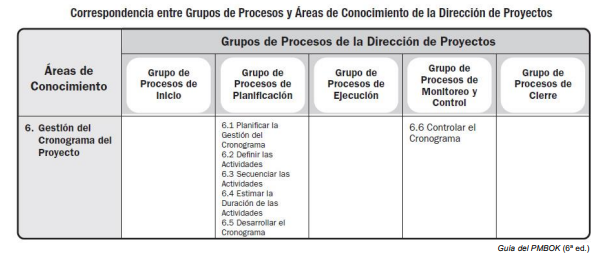 Correspondencia entre Grupos de Procesos y Áreas de Conocimiento de la Dirección de Proyectos
Grupos de Procesos de la Dirección de Proyectos
Áreas de
Conocimiento
Grupo de
Procesos de
Inicio
Grupo de
Procesos de
Planificación
Grupo de
Procesos de
Ejecución
Grupo de
Procesos de
Monitoreo y
Control
Grupo de
Procesos de
Cierre
6. Gestión del
Cronograma del
Proyecto
6.1 Planificar la
Gestión del
Cronograma
6.2 Definir las
Actividades
6.3 Secuenciar las
Actividades
6.4 Estimar la
Duración de las
Actividades
6.5 Desarrollar el
Cronograma
6.6 Controlar el
Cronograma
Guía del PMBOK (6ª ed.)